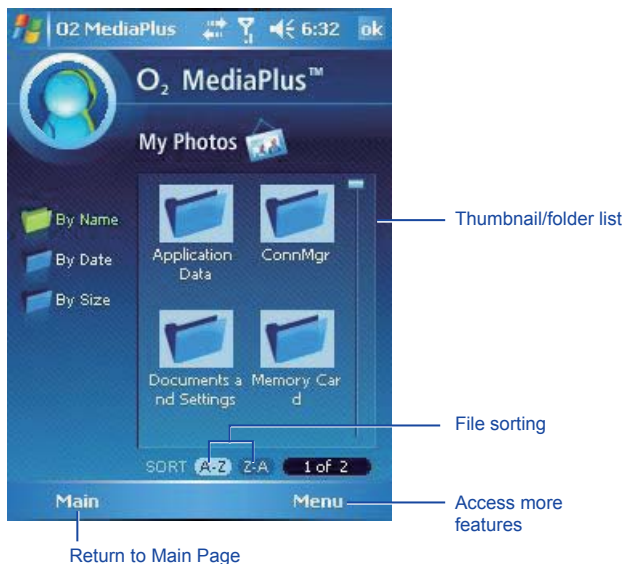 O2 MediaPlus 6:32 ok
O2 MediaPlus™
My Photos
By Name
By Date
By Size
Application Data
ConnMgr
Documents a
nd Settings
Memory Car
d
Thumbnail/folder list
File sorting
SORT A-Z Z-A 1 of 2
Main
Menu
Access more
features
Return to Main Page